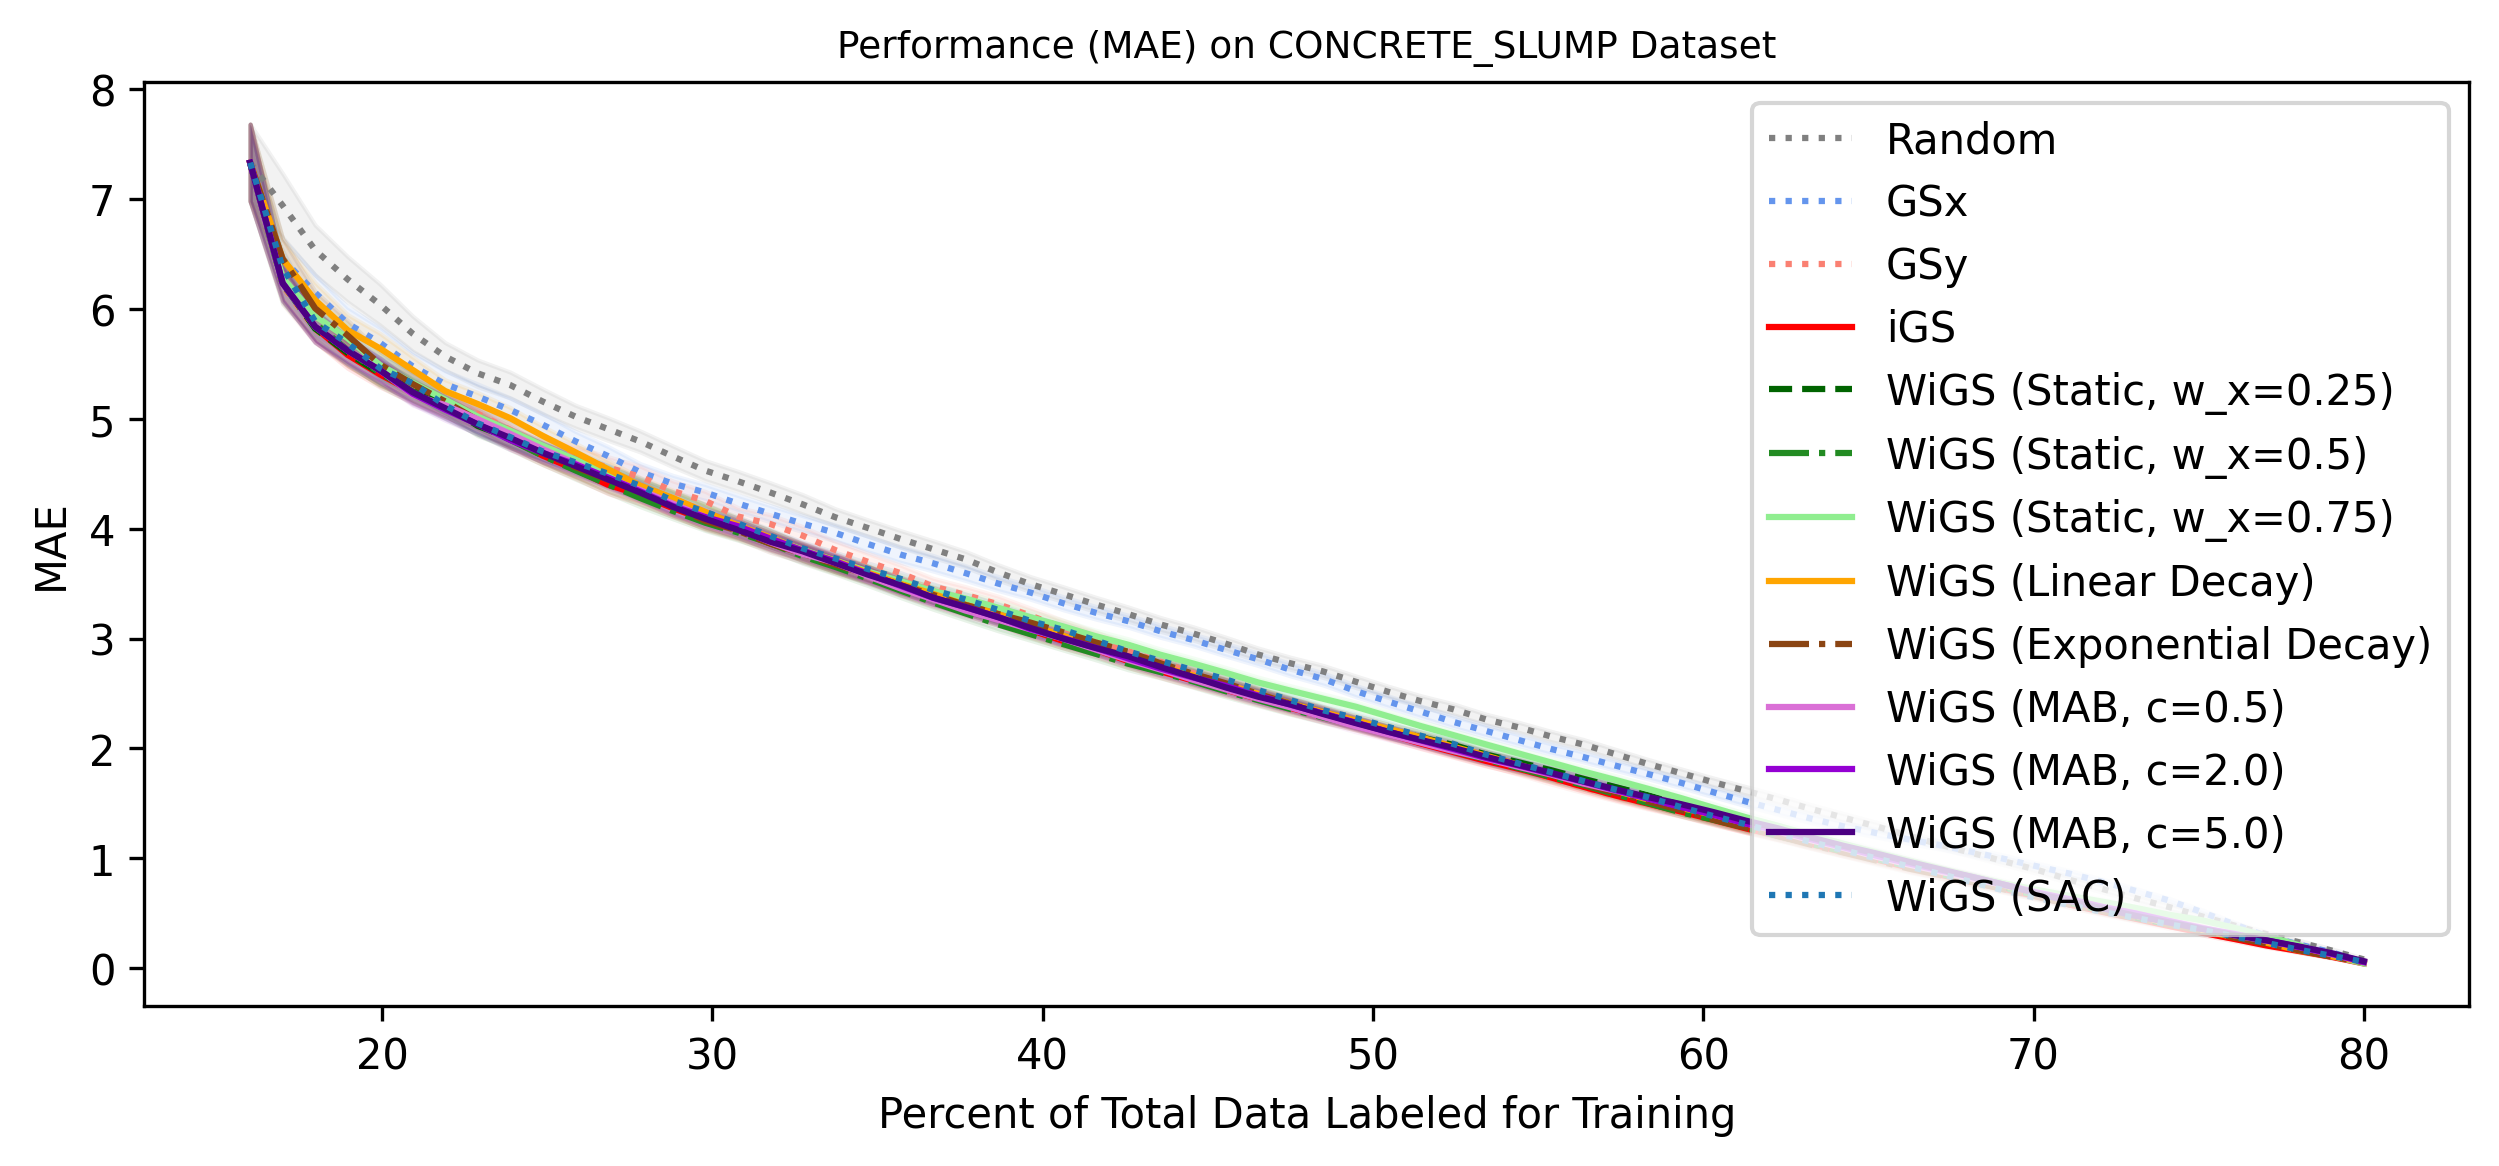 Performance (MAE) on CONCRETE_SLUMP Dataset
MAE
8
7
6
5
4
3
2
1
0
20 30 40 50 60 70 80
Percent of Total Data Labeled for Training
Random
GSx
GSy
iGS
WiGS (Static, w_x=0.25)
WiGS (Static, w_x=0.5)
WiGS (Static, w_x=0.75)
WiGS (Linear Decay)
WiGS (Exponential Decay)
WiGS (MAB, c=0.5)
WiGS (MAB, c=2.0)
WiGS (MAB, c=5.0)
WiGS (SAC)